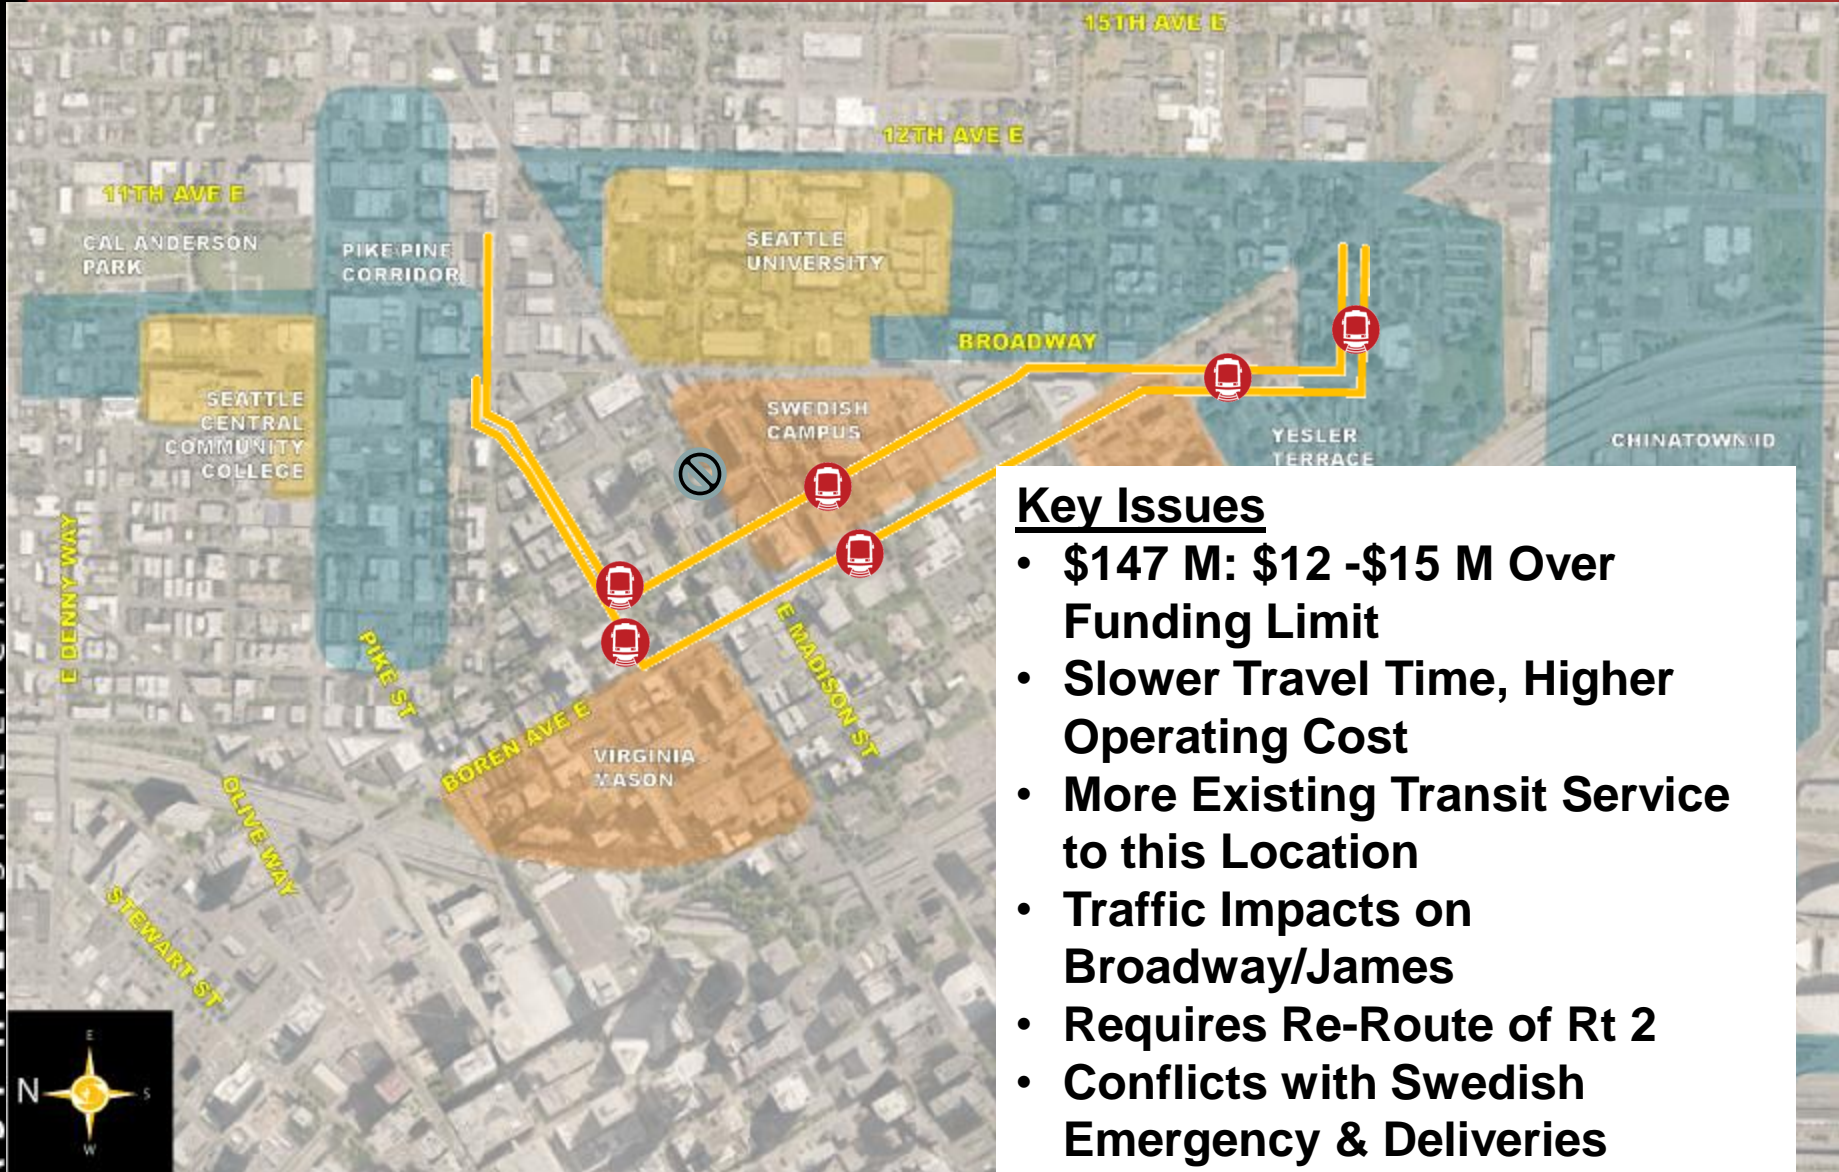 15TH AVE E
12TH AVE E
11TH AVE E
CAL ANDERSON
PARK
PIKE/PINE
CORRIDOR
SEATTLE
UNIVERSITY
BROADWAY
SEATTLE
CENTRAL
COMMUNITY
COLLEGE
SWEDISH
CAMPUS
YESLER
TERRACE
CHINATOWN/ID
E DENNY WAY
PIKE ST
E MADISON ST
BOREN AVE E
VIRGINIA
MASON
OLIVE WAY
STEWART ST
Key Issues
• $147 M: $12 -$15 M Over
Funding Limit
• Slower Travel Time, Higher
Operating Cost
• More Existing Transit Service
to this Location
• Traffic Impacts on
Broadway/James
• Requires Re-Route of Rt 2
• Conflicts with Swedish
Emergency & Deliveries
E
N
S
W